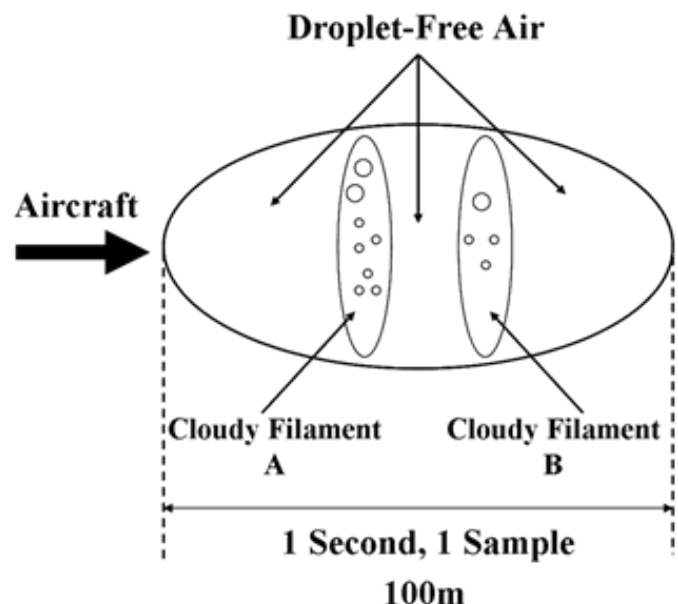 Droplet-Free Air
Aircraft
Cloudy Filament
A
Cloudy Filament
B
1 Second, 1 Sample
100m